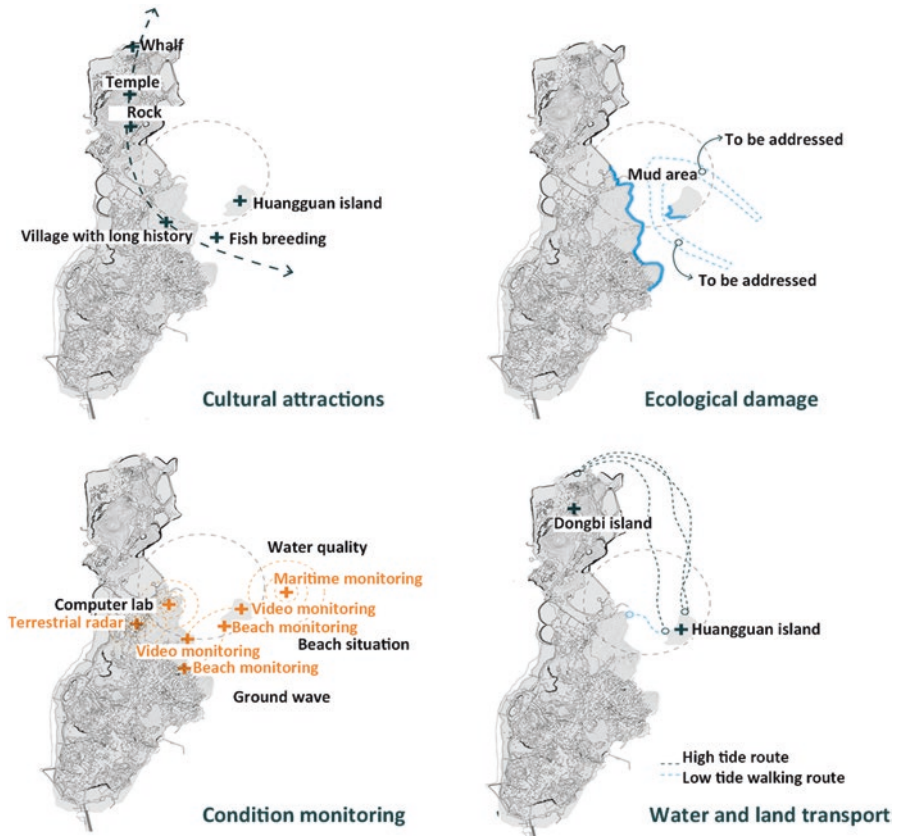 Whalf
Temple
Rock
Huangguan island
Village with long history
Fish breeding
Cultural attractions
To be addressed
Mud area
To be addressed
Ecological damage
Water quality
Maritime monitoring
Computer lab
Video monitoring
Terrestrial radar
Beach monitoring
Beach situation
Video monitoring
Beach monitoring
Ground wave
Condition monitoring
Dongbi island
Huangguan island
High tide route
Low tide walking route
Water and land transport